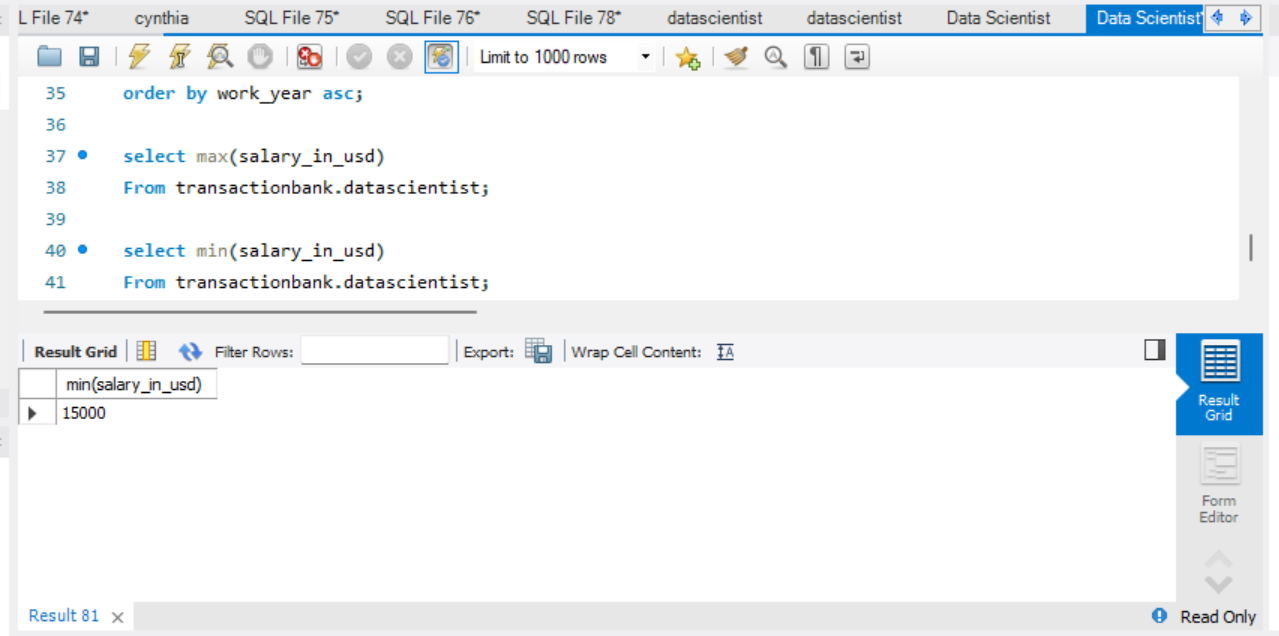 L File 74* cynthia SQL File 75* SQL File 76* SQL File 78* datascientist datascientist Data Scientist Data Scientist*
Limit to 1000 rows
35 order by work_year asc;
36
37 select max(salary_in_usd)
38 From transactionbank.datascientist;
39
40 select min(salary_in_usd)
41 From transactionbank.datascientist;
Result Grid Filter Rows: Export: Wrap Cell Content: IA
min(salary_in_usd)
15000
Result
Grid
Form
Editor
Result 81 Read Only